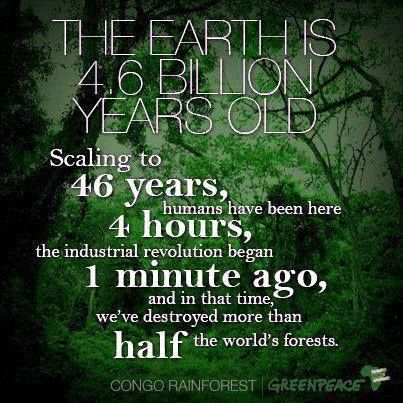 THE EARTH IS
4.6 BILLION
YEARS OLD
Scaling to
46 years,
humans have been here
4 hours,
the industrial revolution began
1 minute ago,
and in that time,
we've destroyed more than
half the world's forests.
CONGO RAINFOREST | GREENPEACE